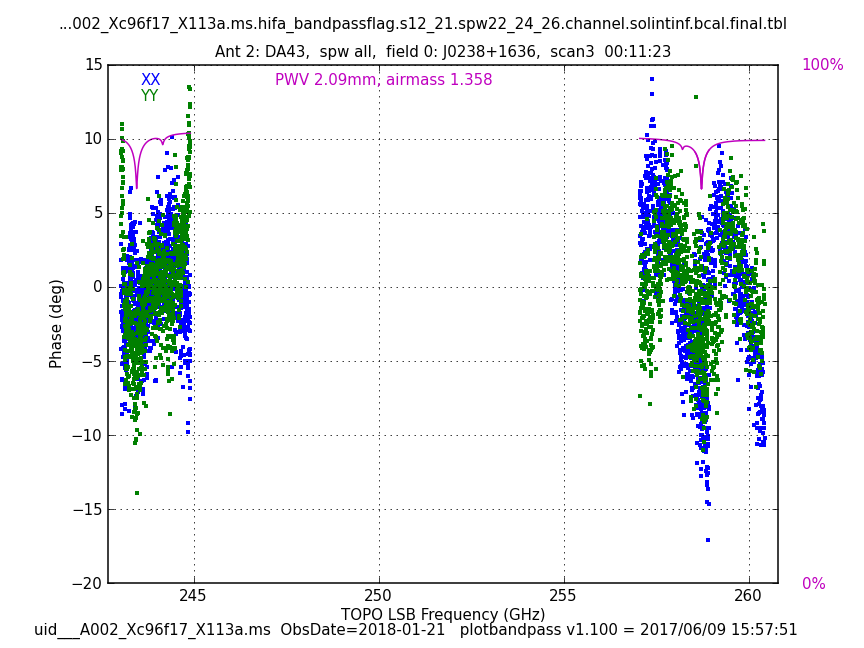 ...002_Xc96f17_X113a.ms.hifa_bandpassflag.s12_21.spw22_24_26.channel.solintinf.bcal.final.tbl
Ant 2: DA43,  spw all,  field 0: J0238+1636,  scan3  00:11:23
15
100%
XX
PWV 2.09mm, airmass 1.358
YY
10
5
0
Phase (deg)
−5
−10
−15
−20
0%
245
250
255
260
TOPO LSB Frequency (GHz)
uid___A002_Xc96f17_X113a.ms  ObsDate=2018-01-21   plotbandpass v1.100 = 2017/06/09 15:57:51